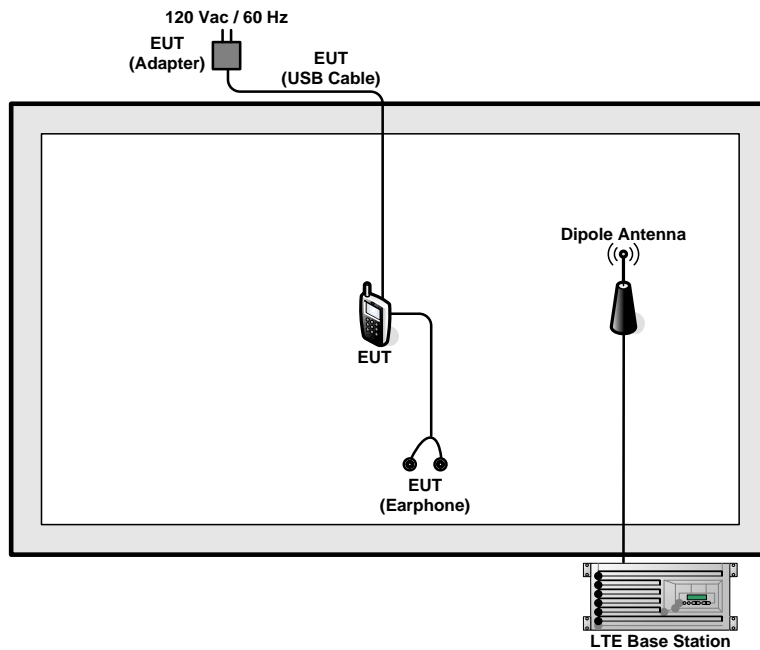 120 Vac / 60 Hz
EUT
(Adapter)
EUT
(USB Cable)
Dipole Antenna
EUT
EUT
(Earphone)
LTE Base Station